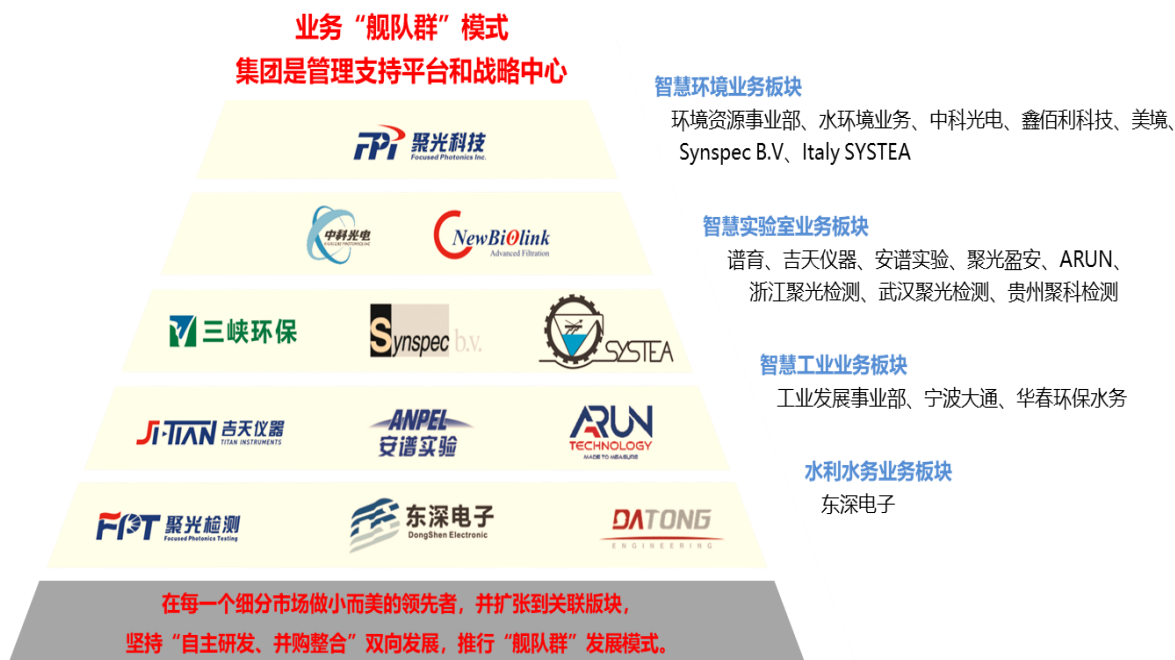 业务“舰队群”模式
集团是管理支持平台和战略中心
FPI 聚光科技
Focused Photonics Inc.
中科光电
NewBiolink
Advanced Filtration
三峡环保
Synspec b.v.
SYSTEA
JI-TIAN 吉天仪器
TITAN INSTRUMENTS
ANPEL
安谱实验
ARUN
TECHNOLOGY
MADE TO MEASURE
FPT 聚光检测
Focused Photonics Testing
东深电子
DongShen Electronic
DATONG
ENGINEERING
在每一个细分市场做小而美的领先者，并扩张到关联版块，
坚持“自主研发、并购整合”双向发展，推行“舰队群”发展模式。
智慧环境业务板块
环境资源事业部、水环境业务、中科光电、鑫佰利科技、美境、
Synspec B.V、Italy SYSTEA
智慧实验室业务板块
谱育、吉天仪器、安谱实验、聚光盈安、ARUN、
浙江聚光检测、武汉聚光检测、贵州聚科检测
智慧工业业务板块
工业发展事业部、宁波大通、华春环保水务
水利水务业务板块
东深电子